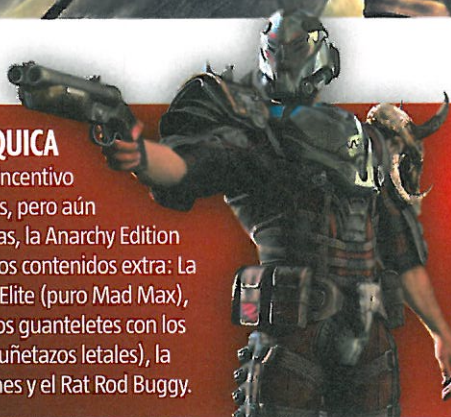 QUICA
ncentivo
s, pero aún
as, la Anarchy Edition
os contenidos extra: La
Elite (puro Mad Max),
os guanteletes con los
uñetazos letales), la
nes y el Rat Rod Buggy.